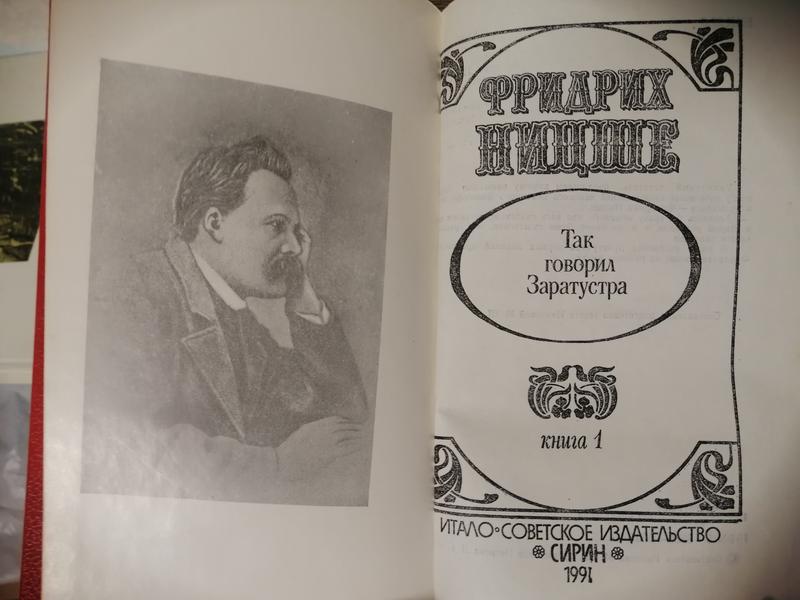 ФРИДРИХ
НИЦШЕ
Так
говорил
Заратустра
книга 1
ИТАЛО-СОВЕТСКОЕ ИЗДАТЕЛЬСТВО
СИРИН
1991